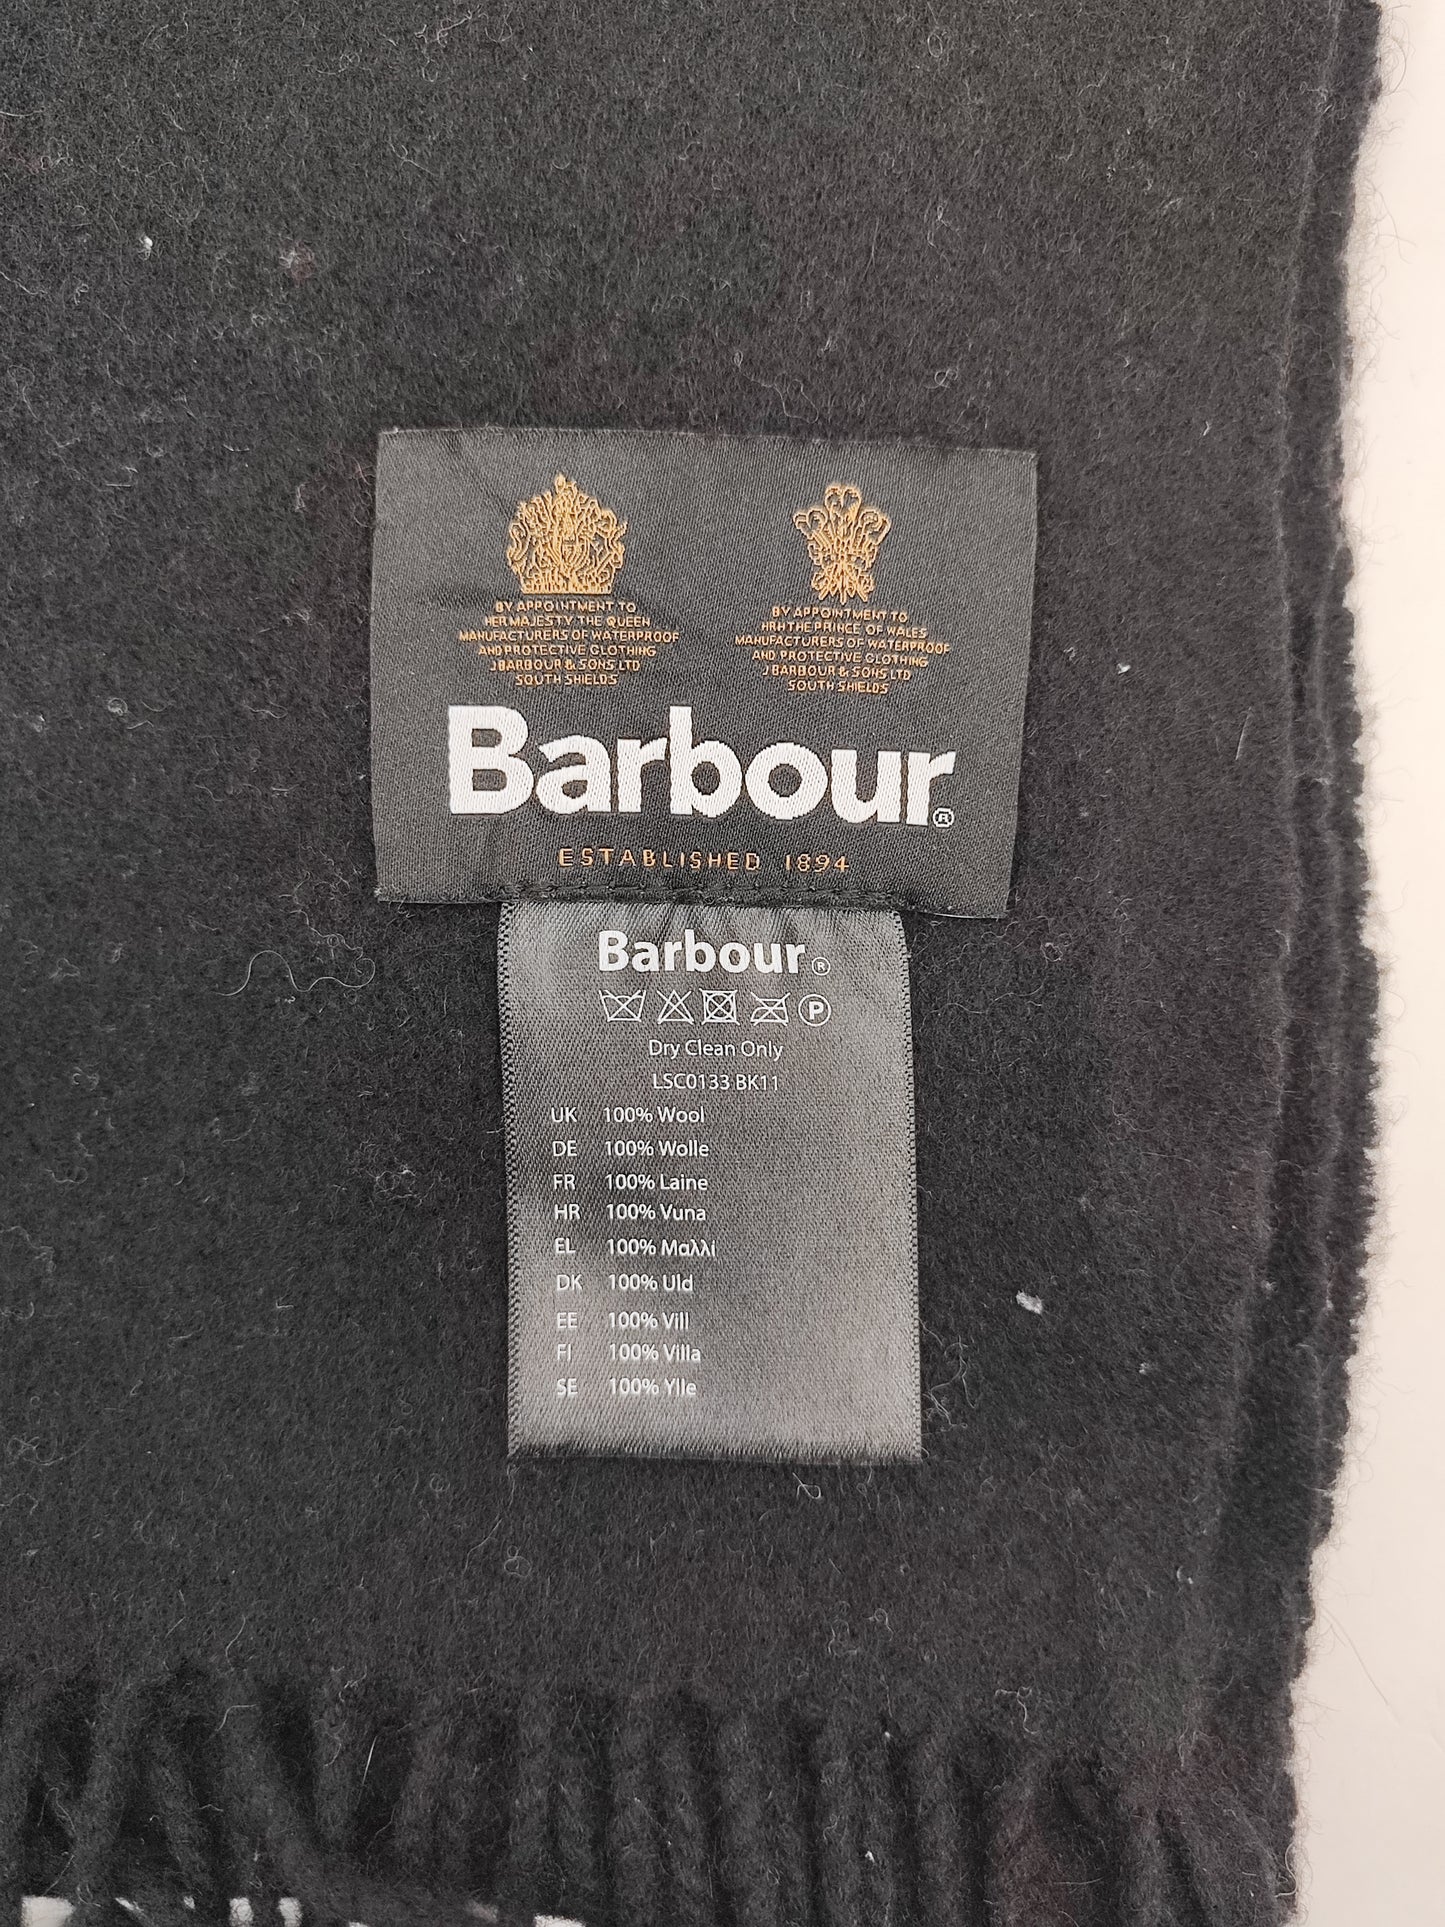 BY APPOINTMENT TO
HER MAJESTY THE QUEEN
MANUFACTURERS OF WATERPROOF
AND PROTECTIVE CLOTHING
J BARBOUR & SONS LTD
SOUTH SHIELDS
BY APPOINTMENT TO
HRH THE PRINCE OF WALES
MANUFACTURERS OF WATERPROOF
AND PROTECTIVE CLOTHING
J BARBOUR & SONS LTD
SOUTH SHIELDS
Barbour®
ESTABLISHED 1894
Barbour®
P
Dry Clean Only
LSC0133 BK11
UK 100% Wool
DE 100% Wolle
FR 100% Laine
HR 100% Vuna
EL 100% Μαλλί
DK 100% Uld
EE 100% Vill
FI 100% Villa
SE 100% Ylle